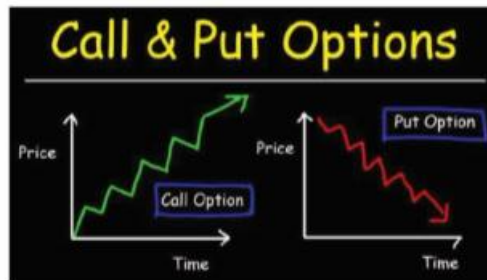 Call & Put Options
Price
Call Option
Time
Price
Put Option
Time